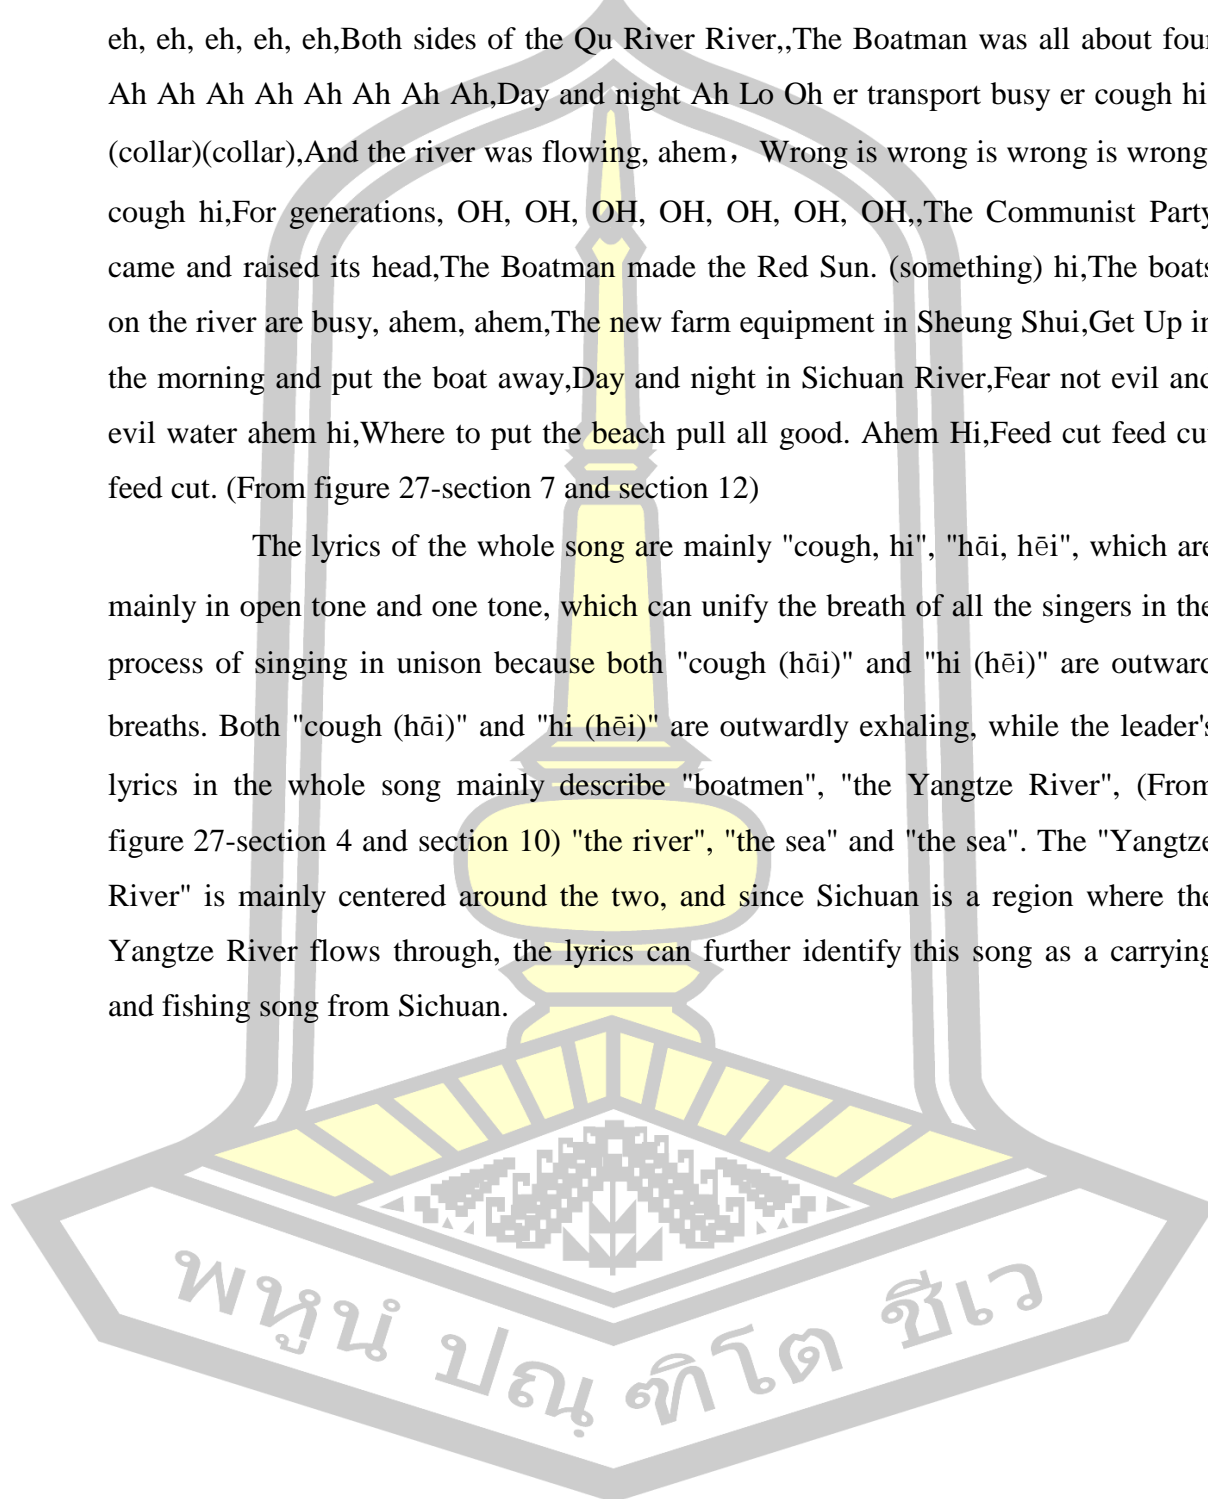 eh, eh, eh, eh, eh,Both sides of the Qu River River,,The Boatman was all about four
Ah Ah Ah Ah Ah Ah Ah Ah,Day and night Ah Lo Oh er transport busy er cough hi
(collar)(collar),And the river was flowing, ahem，Wrong is wrong is wrong is wrong
cough hi,For generations, OH, OH, OH, OH, OH, OH, OH,,The Communist Party
came and raised its head,The Boatman made the Red Sun. (something) hi,The boats
on the river are busy, ahem, ahem,The new farm equipment in Sheung Shui,Get Up in
the morning and put the boat away,Day and night in Sichuan River,Fear not evil and
evil water ahem hi,Where to put the beach pull all good. Ahem Hi,Feed cut feed cut
feed cut. (From figure 27-section 7 and section 12)
The lyrics of the whole song are mainly "cough, hi", "hāi, hēi", which are
mainly in open tone and one tone, which can unify the breath of all the singers in the
process of singing in unison because both "cough (hāi)" and "hi (hēi)" are outward
breaths. Both "cough (hāi)" and "hi (hēi)" are outwardly exhaling, while the leader's
lyrics in the whole song mainly describe "boatmen", "the Yangtze River", (From
figure 27-section 4 and section 10) "the river", "the sea" and "the sea". The "Yangtze
River" is mainly centered around the two, and since Sichuan is a region where the
Yangtze River flows through, the lyrics can further identify this song as a carrying
and fishing song from Sichuan.
พหูนํ ปณฺฑิโต ชีเว